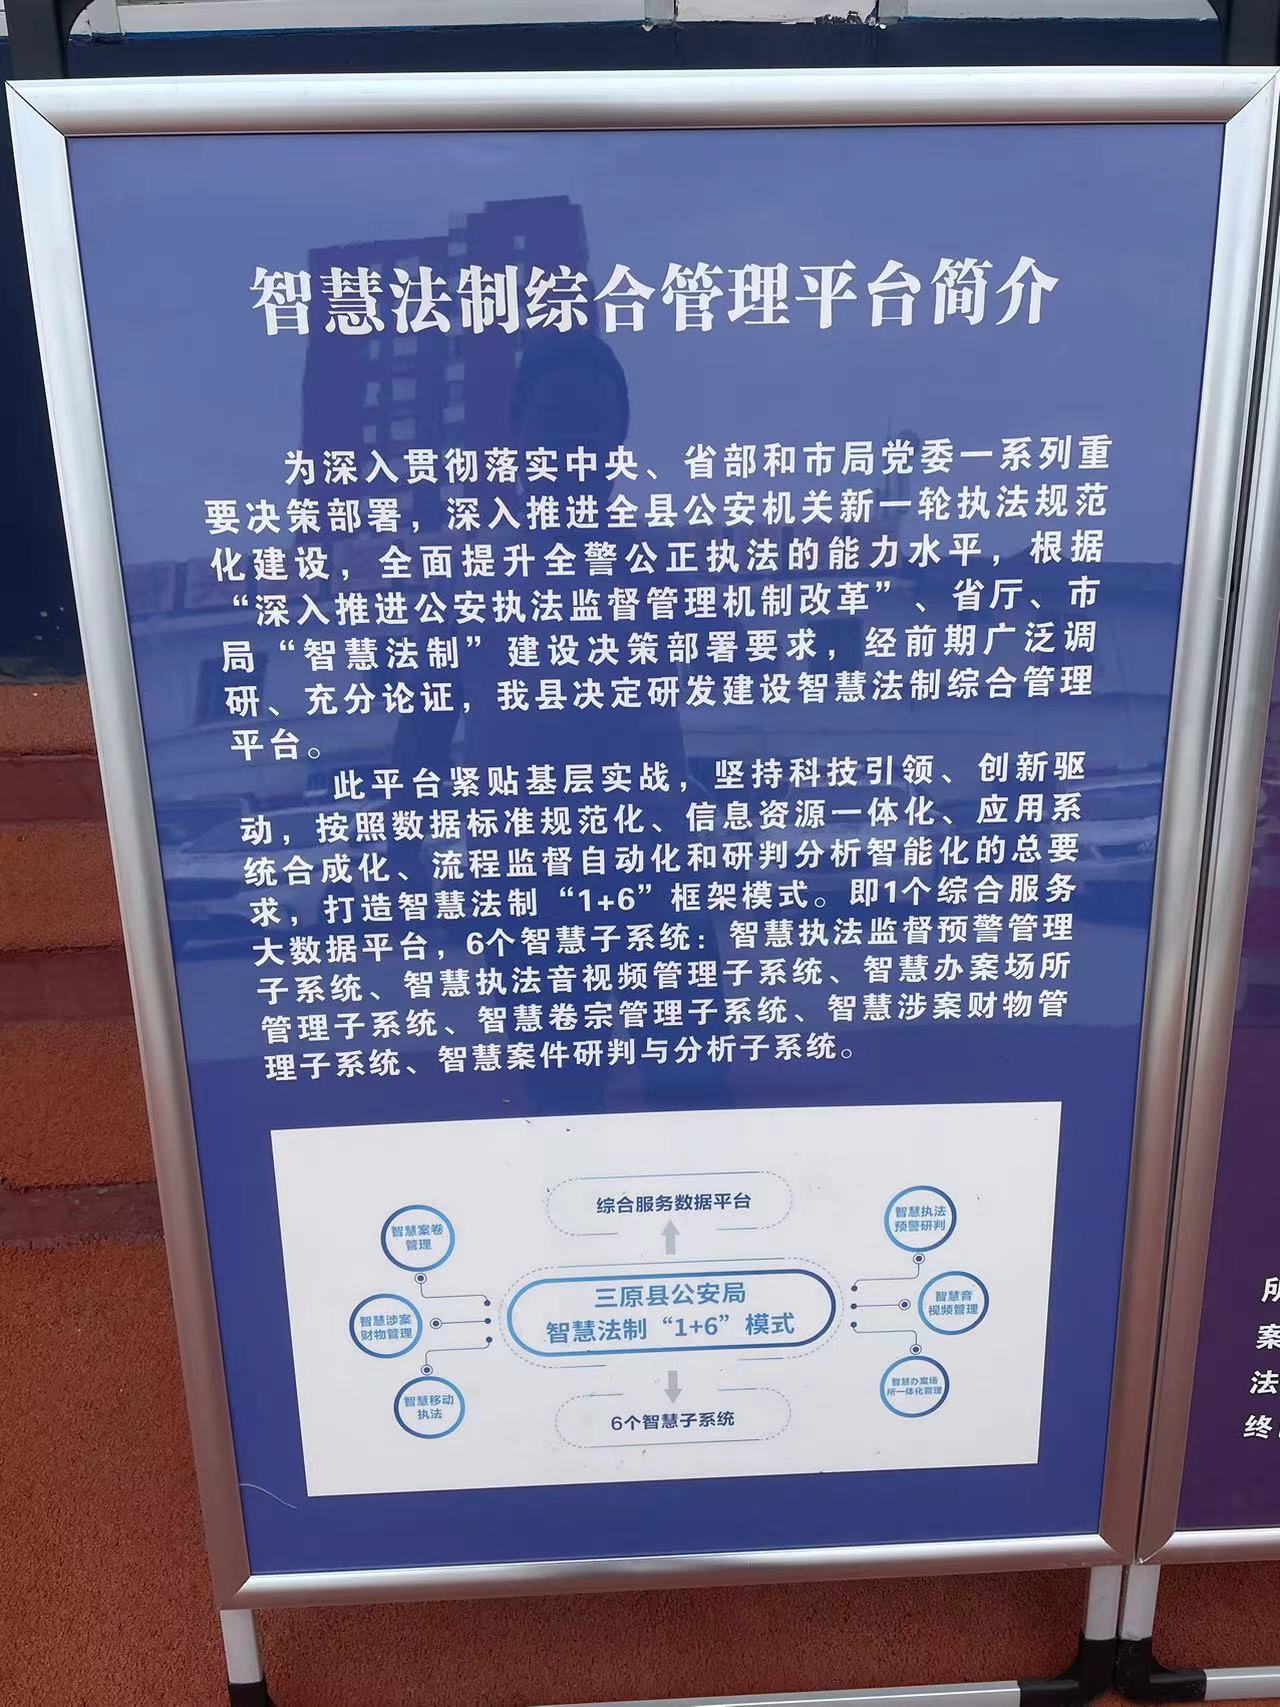 智慧法制综合管理平台简介
为深入贯彻落实中央、省部和市局党委一系列重
要决策部署，深入推进全县公安机关新一轮执法规范
化建设，全面提升全警公正执法的能力水平，根据
“深入推进公安执法监督管理机制改革”、省厅、市
局“智慧法制”建设决策部署要求，经前期广泛调
研、充分论证，我县决定研发建设智慧法制综合管理
平台。
此平台紧贴基层实战，坚持科技引领、创新驱
动，按照数据标准规范化、信息资源一体化、应用系
统合成化、流程监督自动化和研判分析智能化的总要
求，打造智慧法制“1+6”框架模式。即1个综合服务
大数据平台，6个智慧子系统：智慧执法监督预警管理
子系统、智慧执法音视频管理子系统、智慧办案场所
管理子系统、智慧卷宗管理子系统、智慧涉案财物管
理子系统、智慧案件研判与分析子系统。
综合服务数据平台
智慧案卷
管理
智慧执法
预警研判
三原县公安局
智慧法制“1+6”模式
智慧涉案
财物管理
智慧音
视频管理
智慧移动
执法
智慧办案场
所一体化管理
6个智慧子系统
所
案
法
终